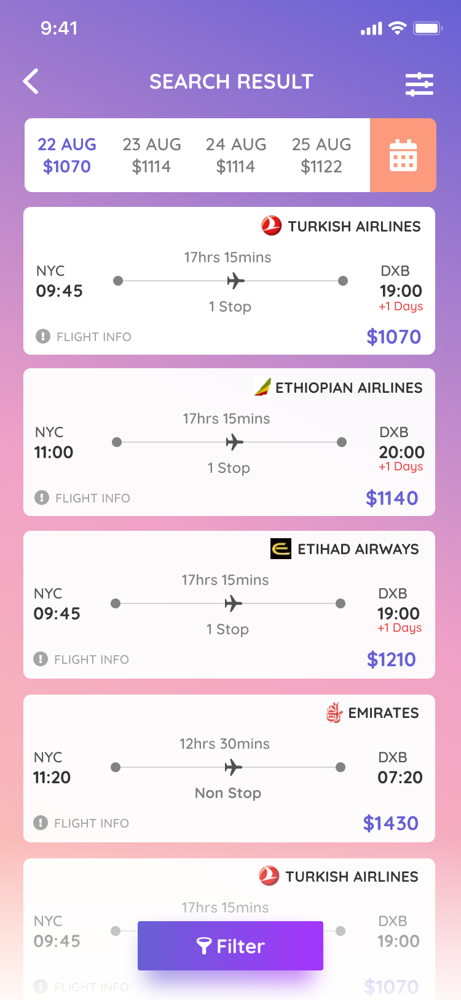 9:41
SEARCH RESULT
22 AUG 23 AUG 24 AUG 25 AUG
$1070 $1114 $1114 $1122
TURKISH AIRLINES
17hrs 15mins
NYC DXB
09:45 19:00
1 Stop +1 Days
FLIGHT INFO $1070
ETHIOPIAN AIRLINES
17hrs 15mins
NYC DXB
11:00 20:00
1 Stop +1 Days
FLIGHT INFO $1140
ETIHAD AIRWAYS
17hrs 15mins
NYC DXB
09:45 19:00
1 Stop +1 Days
FLIGHT INFO $1210
EMIRATES
12hrs 30mins
NYC DXB
11:20 07:20
Non Stop +1 Days
FLIGHT INFO $1430
TURKISH AIRLINES
17hrs 15mins
NYC DXB
09:45 19:00
Filter
FLIGHT INFO $1070